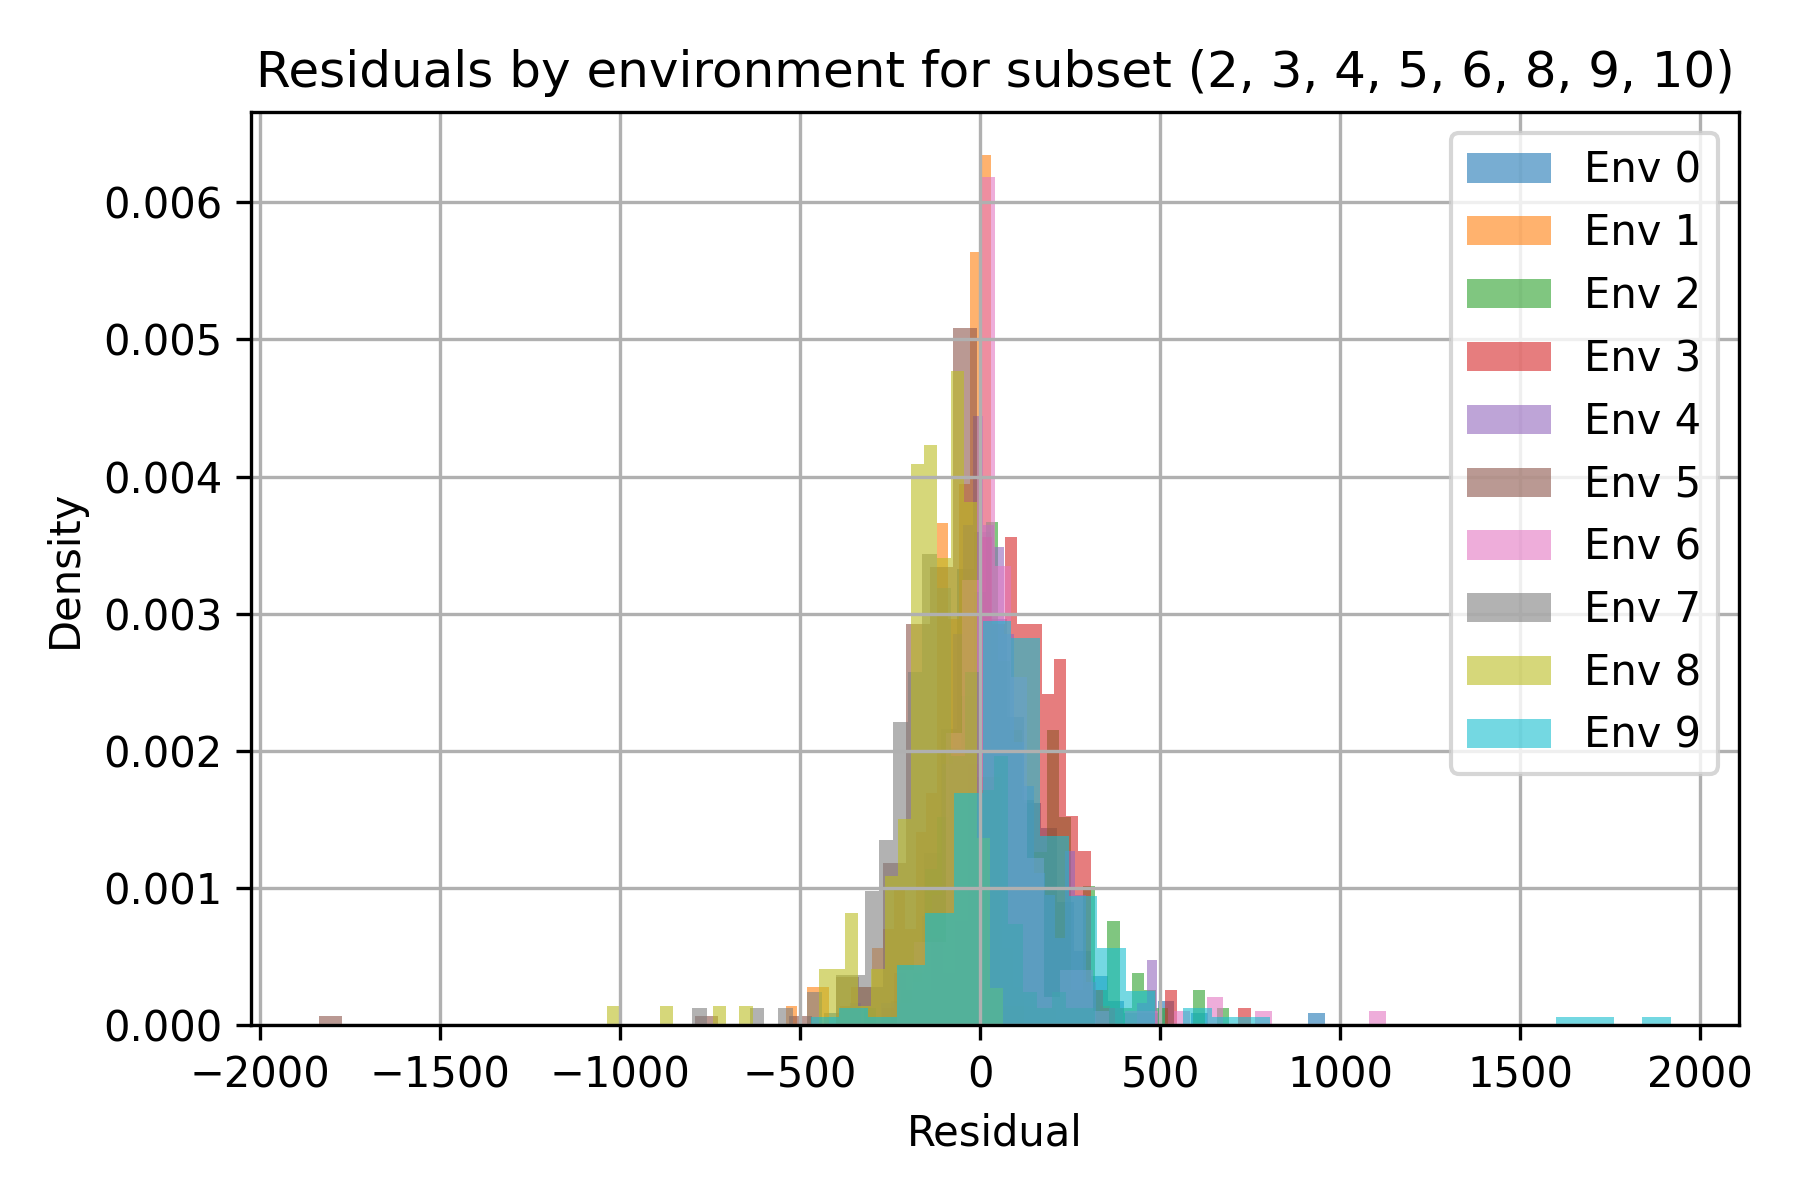 Residuals by environment for subset (2, 3, 4, 5, 6, 8, 9, 10)
Env 0
Env 1
Env 2
Env 3
Env 4
Env 5
Env 6
Env 7
Env 8
Env 9
Density
0.006
0.005
0.004
0.003
0.002
0.001
0.000
−2000 −1500 −1000 −500 0 500 1000 1500 2000
Residual